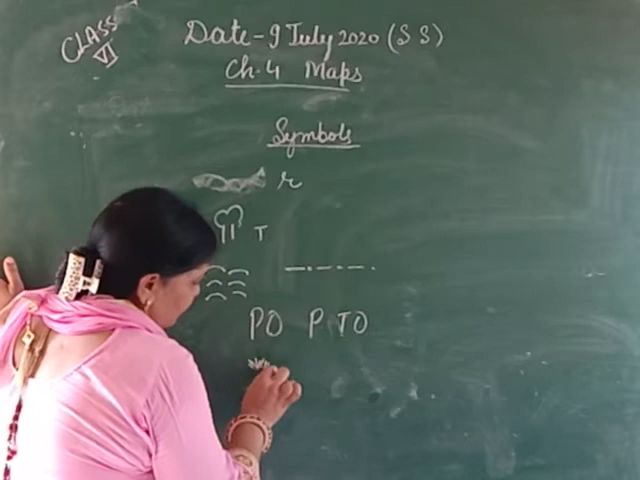 CLASS
VI
Date - 9 July 2020 (S S)
Ch. 4 Maps
Symbols
r
T
PO P TO